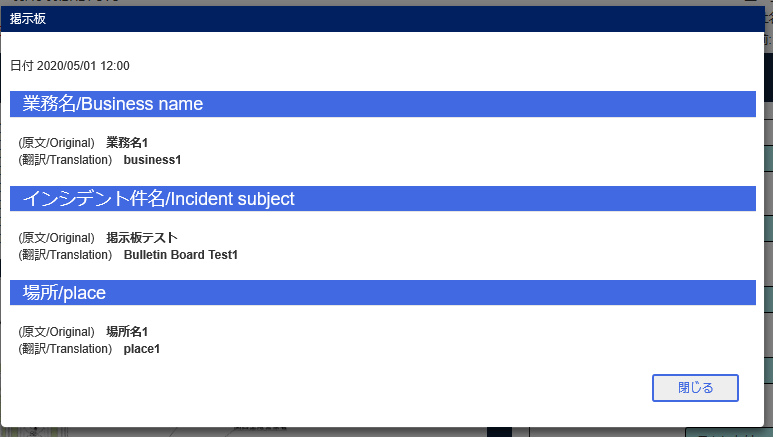 掲示板
日付 2020/05/01 12:00
業務名/Business name
(原文/Original) 業務名1
(翻訳/Translation) business1
インシデント件名/Incident subject
(原文/Original) 掲示板テスト
(翻訳/Translation) Bulletin Board Test1
場所/place
(原文/Original) 場所名1
(翻訳/Translation) place1
閉じる